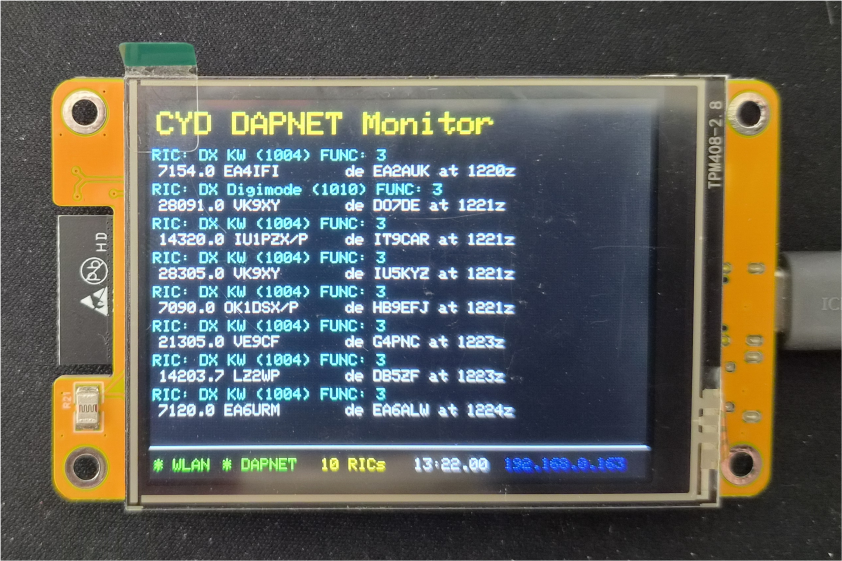 CYD DAPNET Monitor
RIC: DX KW (1004) FUNC: 3
7154.0 EA4IFI de EA2AUK at 1220z
RIC: DX Digimode (1010) FUNC: 3
28091.0 VK9XY de DO7DE at 1221z
RIC: DX KW (1004) FUNC: 3
14320.0 IU1PZX/P de IT9CAR at 1221z
RIC: DX KW (1004) FUNC: 3
28305.0 VK9XY de IU5KYZ at 1221z
RIC: DX KW (1004) FUNC: 3
7090.0 OK1DSX/P de HB9EFJ at 1221z
RIC: DX KW (1004) FUNC: 3
21305.0 VE9CF de G4PNC at 1223z
RIC: DX KW (1004) FUNC: 3
14203.7 LZ2WP de DB5ZF at 1223z
RIC: DX KW (1004) FUNC: 3
7120.0 EA6URM de EA6ALW at 1224z
* WLAN * DAPNET 10 RICs 13:22.00 192.168.0.163
TPM408-2.8
HD
R21